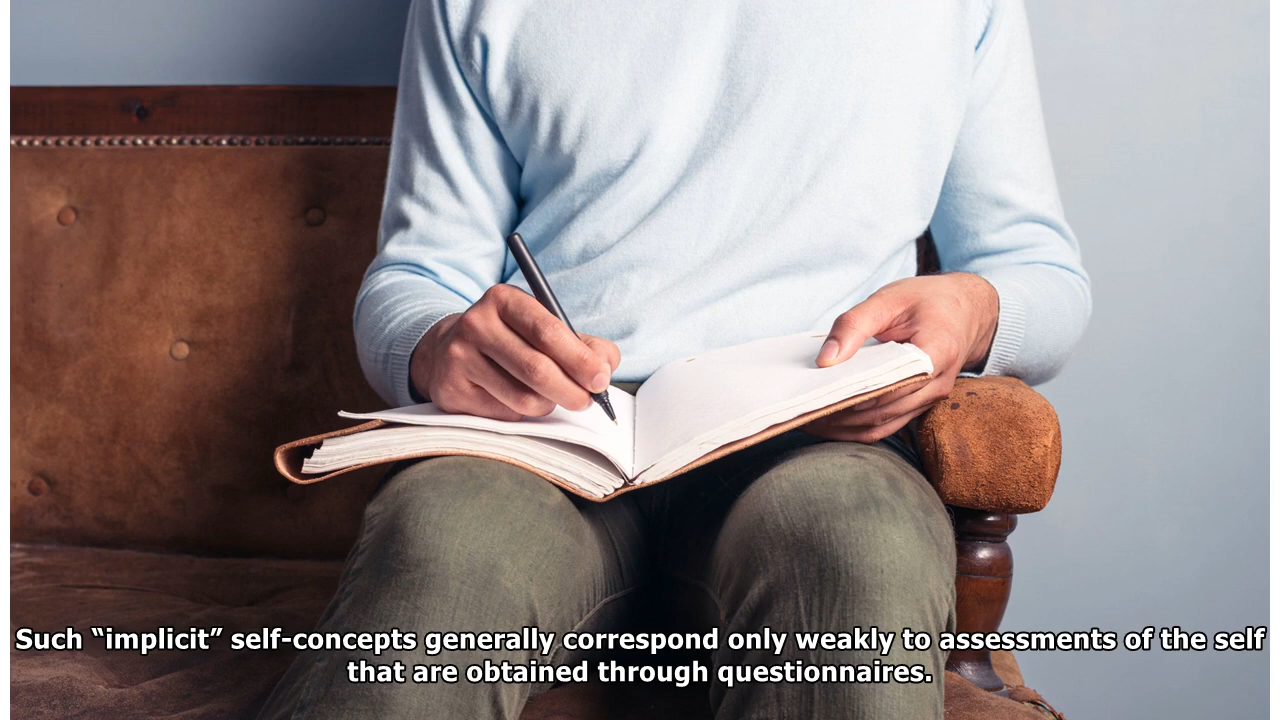 Such “implicit” self-concepts generally correspond only weakly to assessments of the self
that are obtained through questionnaires.